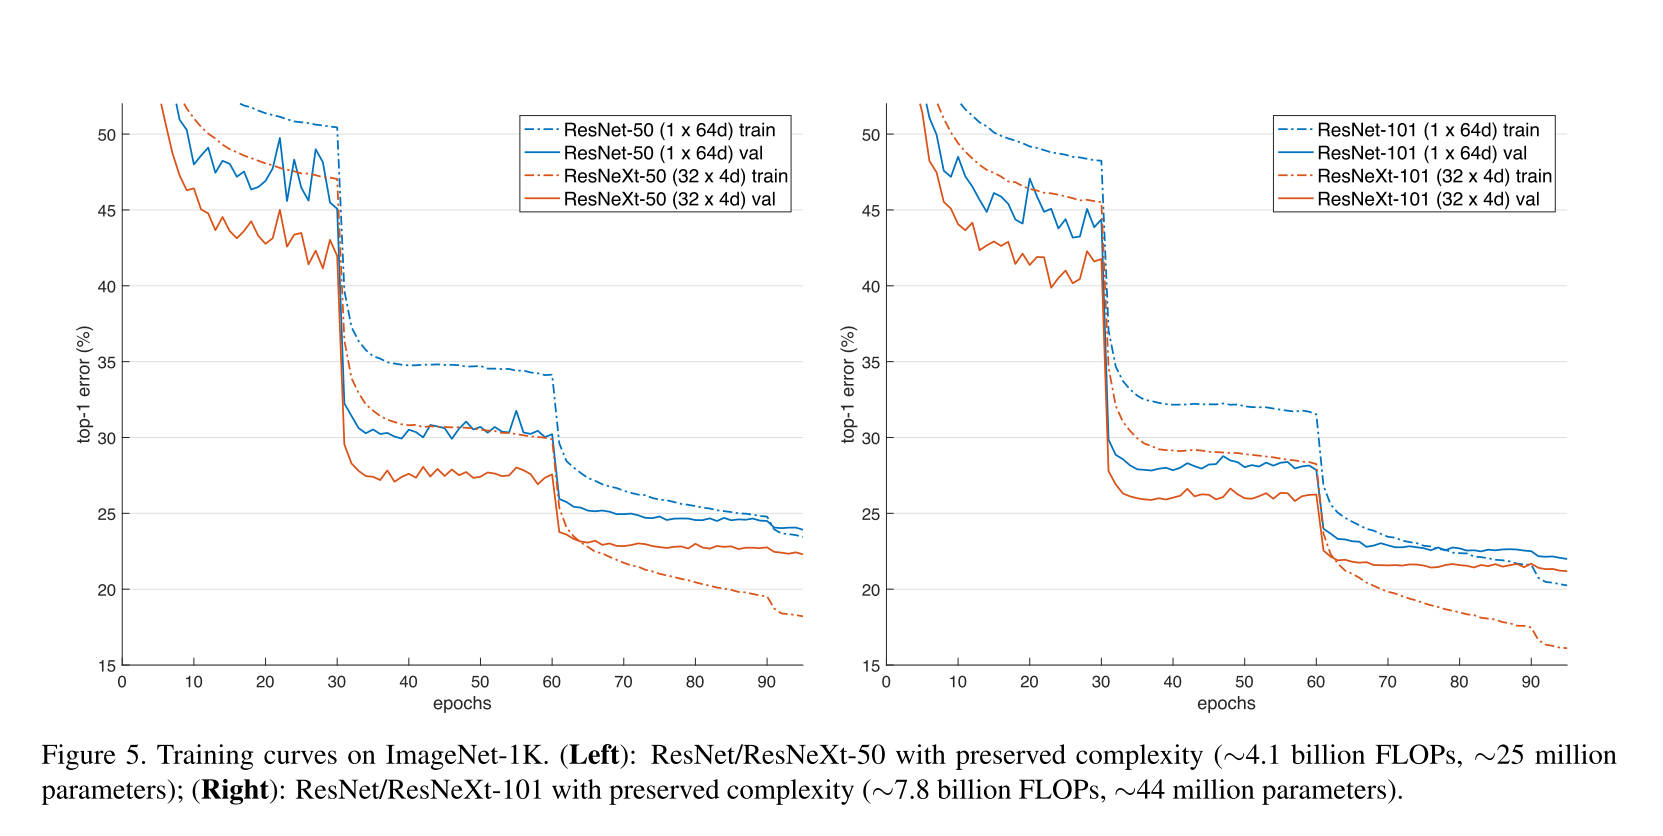 50
45
40
35
30
25
20
15
top-1 error (%)
ResNet-50 (1 x 64d) train
ResNet-50 (1 x 64d) val
ResNeXt-50 (32 x 4d) train
ResNeXt-50 (32 x 4d) val
0 10 20 30 40 50 60 70 80 90
epochs
50
45
40
35
30
25
20
15
top-1 error (%)
ResNet-101 (1 x 64d) train
ResNet-101 (1 x 64d) val
ResNeXt-101 (32 x 4d) train
ResNeXt-101 (32 x 4d) val
0 10 20 30 40 50 60 70 80 90
epochs
Figure 5. Training curves on ImageNet-1K. (Left): ResNet/ResNeXt-50 with preserved complexity (∼4.1 billion FLOPs, ∼25 million
parameters); (Right): ResNet/ResNeXt-101 with preserved complexity (∼7.8 billion FLOPs, ∼44 million parameters).